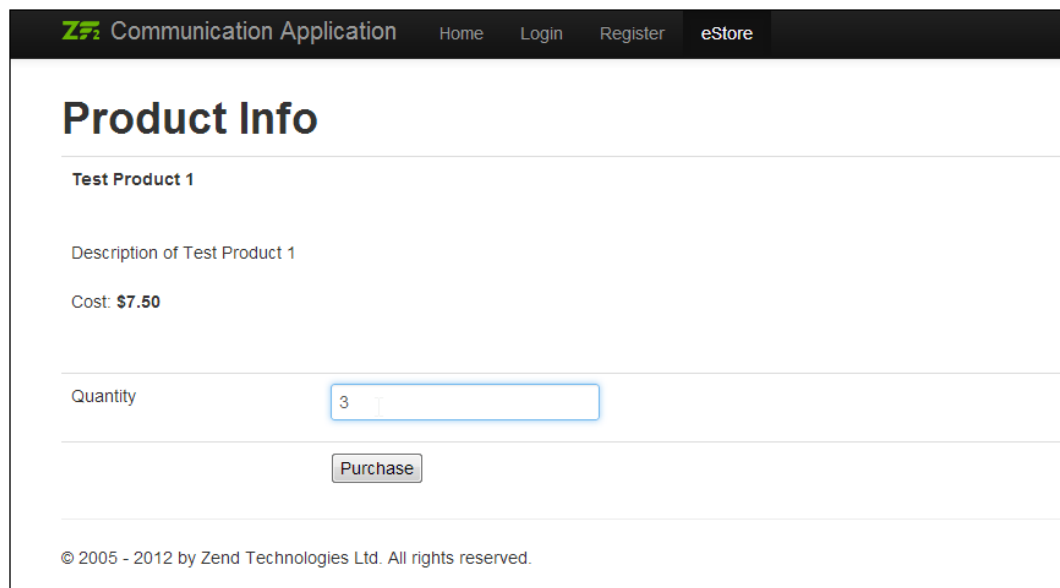 ZF2 Communication Application Home Login Register eStore
Product Info
Test Product 1
Description of Test Product 1
Cost: $7.50
Quantity 3
Purchase
© 2005 - 2012 by Zend Technologies Ltd. All rights reserved.